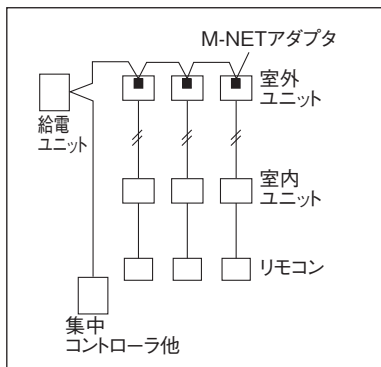 M-NETアダプタ
室外
ユニット
給電
ユニット
室内
ユニット
リモコン
集中
コントローラ他